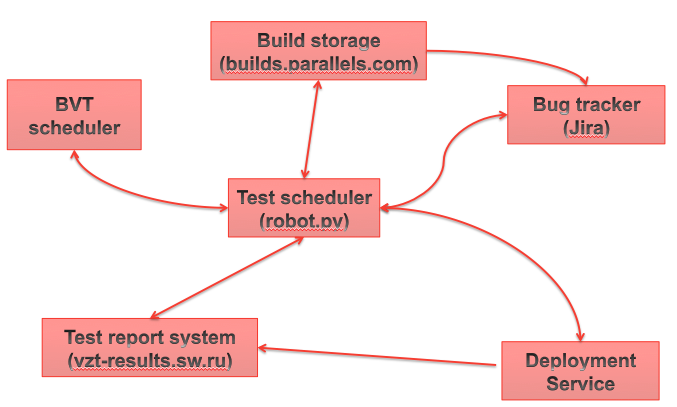 Build storage
(builds.parallels.com)
BVT
scheduler
Bug tracker
(Jira)
Test scheduler
(robot.pv)
Test report system
(vzt-results.sw.ru)
Deployment
Service